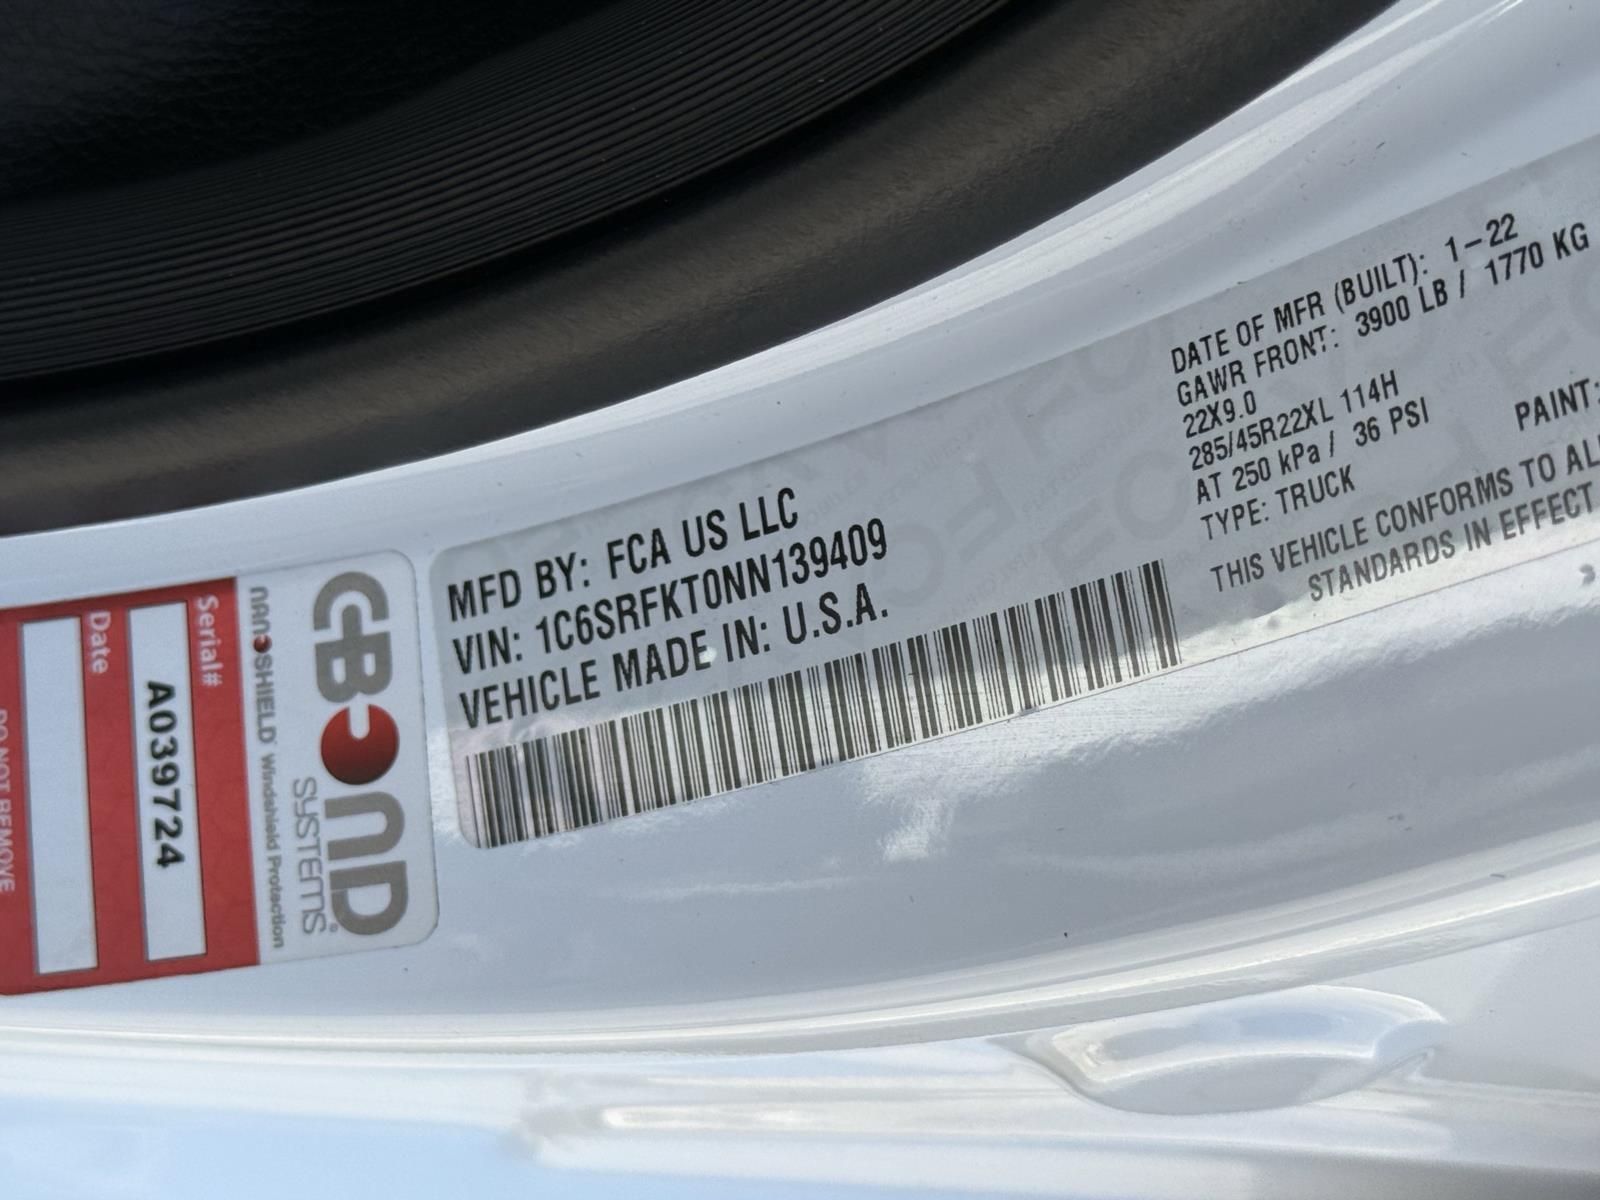 MFD BY: FCA US LLC
VIN: 1C6SRFKT0NN139409
VEHICLE MADE IN: U.S.A.
DATE OF MFR (BUILT): 1-22
GAWR FRONT: 3900 LB / 1770 KG
22X9.0
285/45R22XL 114H
AT 250 kPa / 36 PSI
TYPE: TRUCK
PAINT:
THIS VEHICLE CONFORMS TO AL
STANDARDS IN EFFECT
CBOND
SYSTEMS
NANOSHIELD Windshield Protection
Serial#
A039724
Date
DO NOT REMOVE